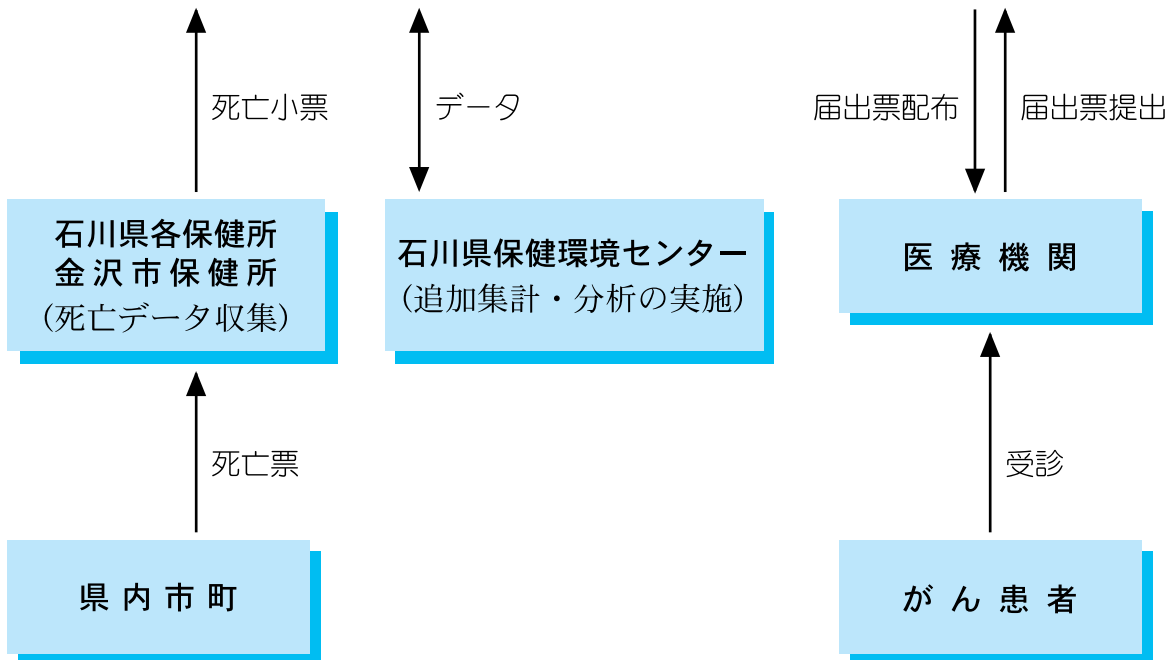 死亡小票
データ
届出票配布
届出票提出
石川県各保健所
金沢市保健所
（死亡データ収集）
石川県保健環境センター
（追加集計・分析の実施）
医療機関
死亡票
受診
県内市町
がん患者